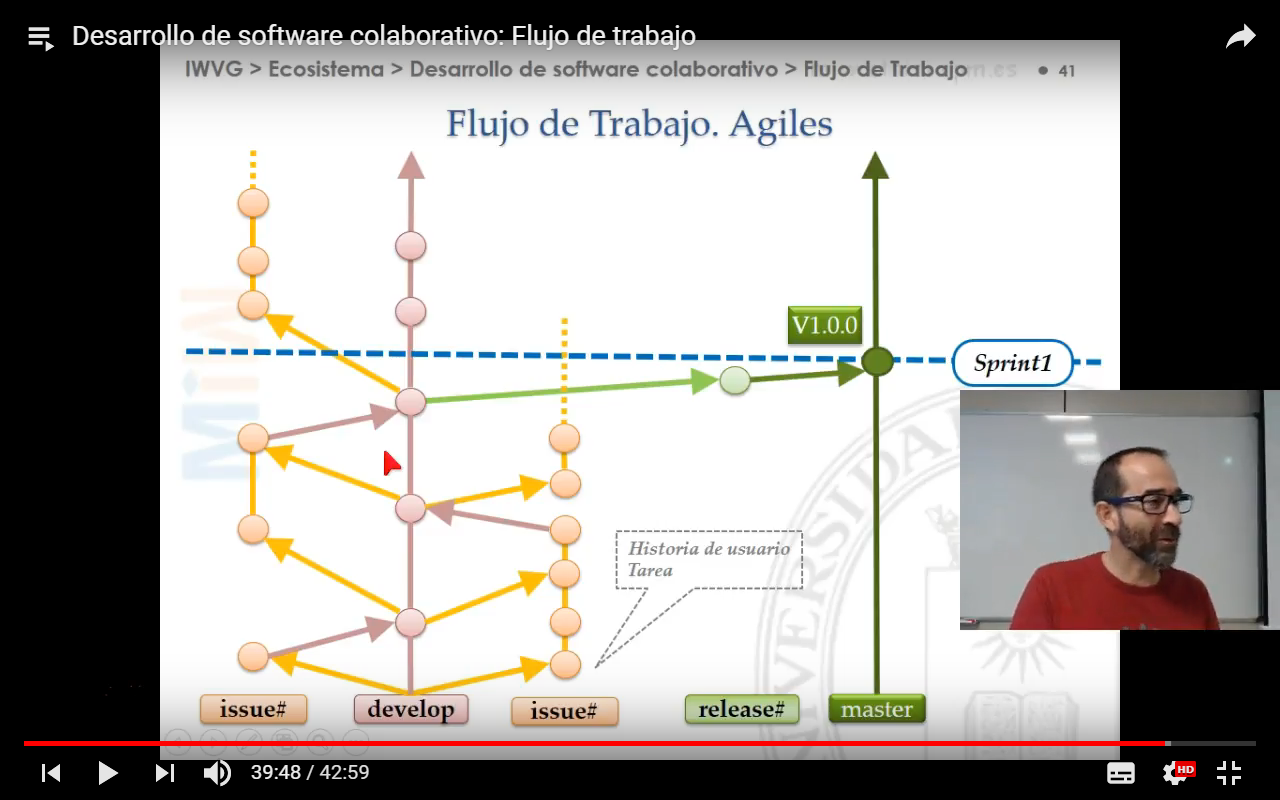 Desarrollo de software colaborativo: Flujo de trabajo
IWVG > Ecosistema > Desarrollo de software colaborativo > Flujo de Trabajo
41
Flujo de Trabajo. Agiles
V1.0.0
Sprint1
MiW
Historia de usuario
Tarea
issue#
develop
issue#
release#
master
39:48 / 42:59
HD